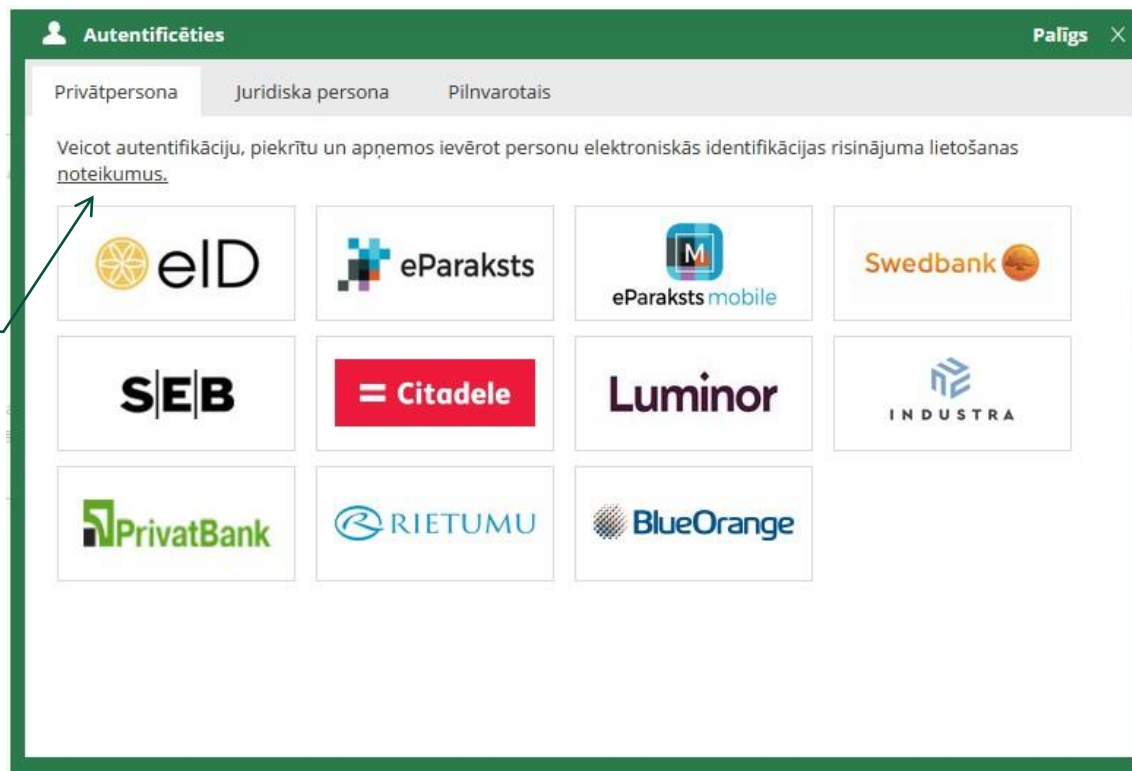 Autentificēties
Palīgs
Privātpersona
Juridiska persona
Pilnvarotais
Veicot autentifikāciju, piekrītu un apņemos ievērot personu elektroniskās identifikācijas risinājuma lietošanas
noteikumus.
eID
eParaksts
M
eParaksts mobile
Swedbank
S|E|B
Citadele
Luminor
INDUSTRA
PrivatBank
RIETUMU
BlueOrange